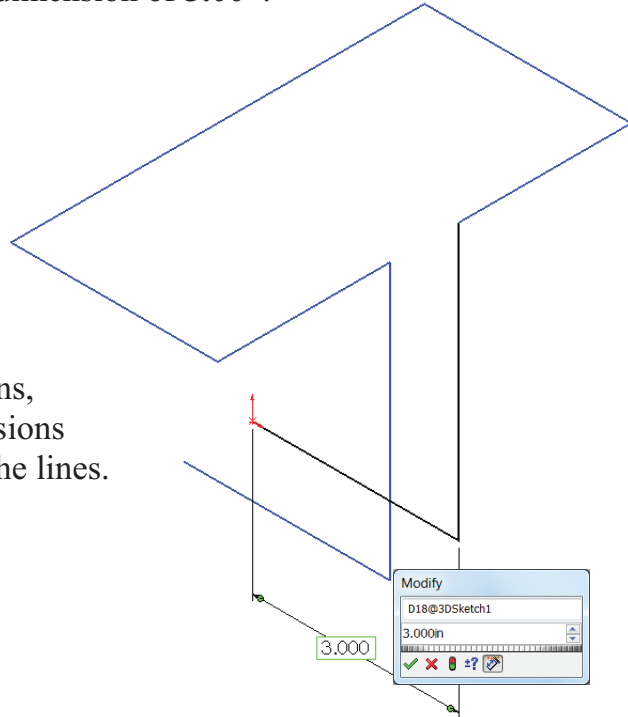 ns,
sions
he lines.
3.000
Modify
D18@3DSketch1
3.000in
±?